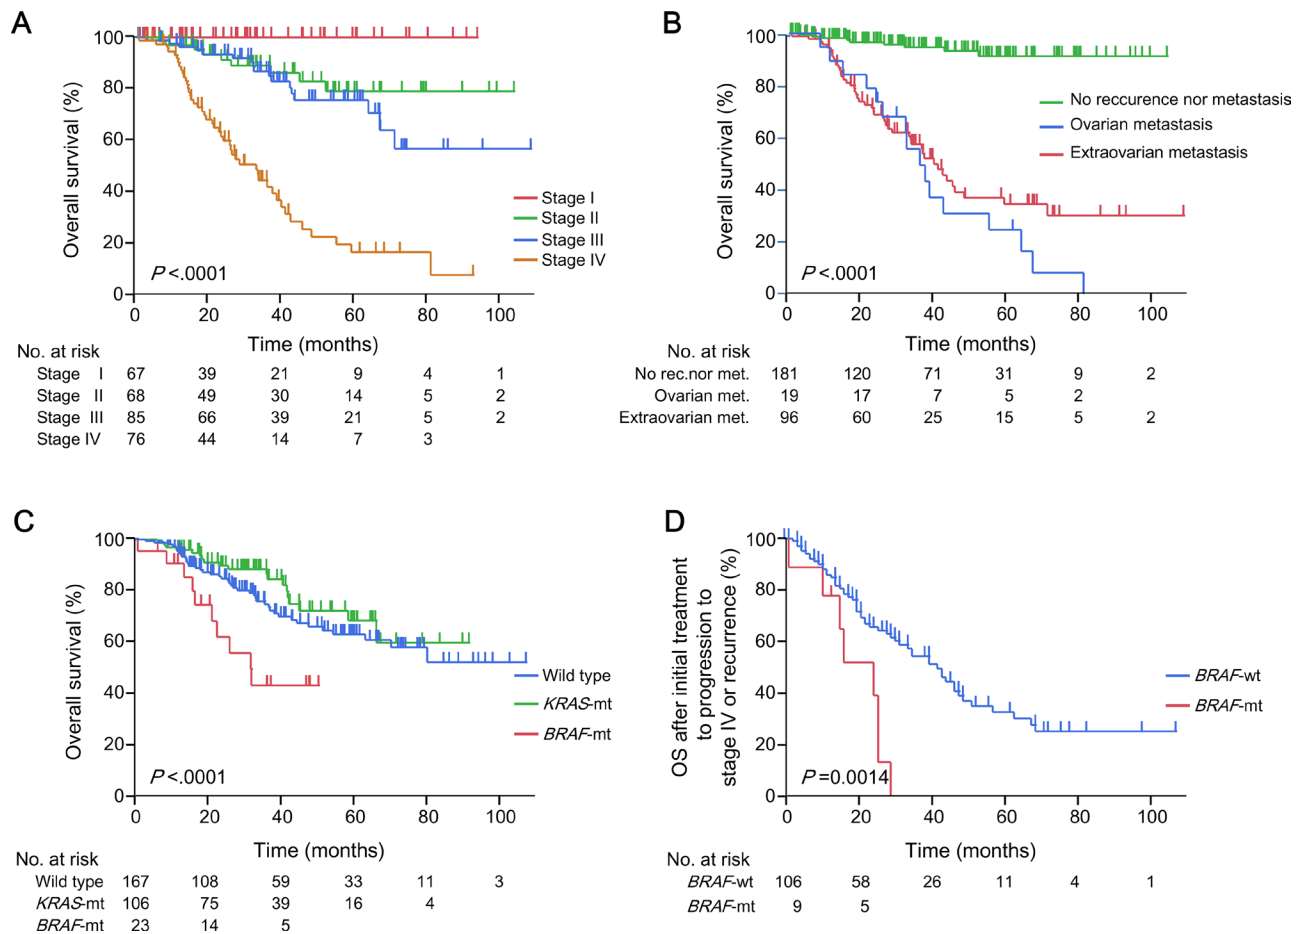 A
Overall survival (%)
100
80
60
40
20
0
P<.0001
Stage I
Stage II
Stage III
Stage IV
0 20 40 60 80 100
Time (months)
No. at risk
Stage I 67 39 21 9 4 1
Stage II 68 49 30 14 5 2
Stage III 85 66 39 21 5 2
Stage IV 76 44 14 7 3
B
Overall survival (%)
100
80
60
40
20
0
P<.0001
No reccurence nor metastasis
Ovarian metastasis
Extraovarian metastasis
0 20 40 60 80 100
Time (months)
No. at risk
No rec.nor met. 181 120 71 31 9 2
Ovarian met. 19 17 7 5 2
Extraovarian met. 96 60 25 15 5 2
C
Overall survival (%)
100
80
60
40
20
0
P<.0001
Wild type
KRAS-mt
BRAF-mt
0 20 40 60 80 100
Time (months)
No. at risk
Wild type 167 108 59 33 11 3
KRAS-mt 106 75 39 16 4
BRAF-mt 23 14 5
D
OS after initial treatment
to progression to
stage IV or recurrence (%)
100
80
60
40
20
0
P=0.0014
BRAF-wt
BRAF-mt
0 20 40 60 80 100
Time (months)
No. at risk
BRAF-wt 106 58 26 11 4 1
BRAF-mt 9 5